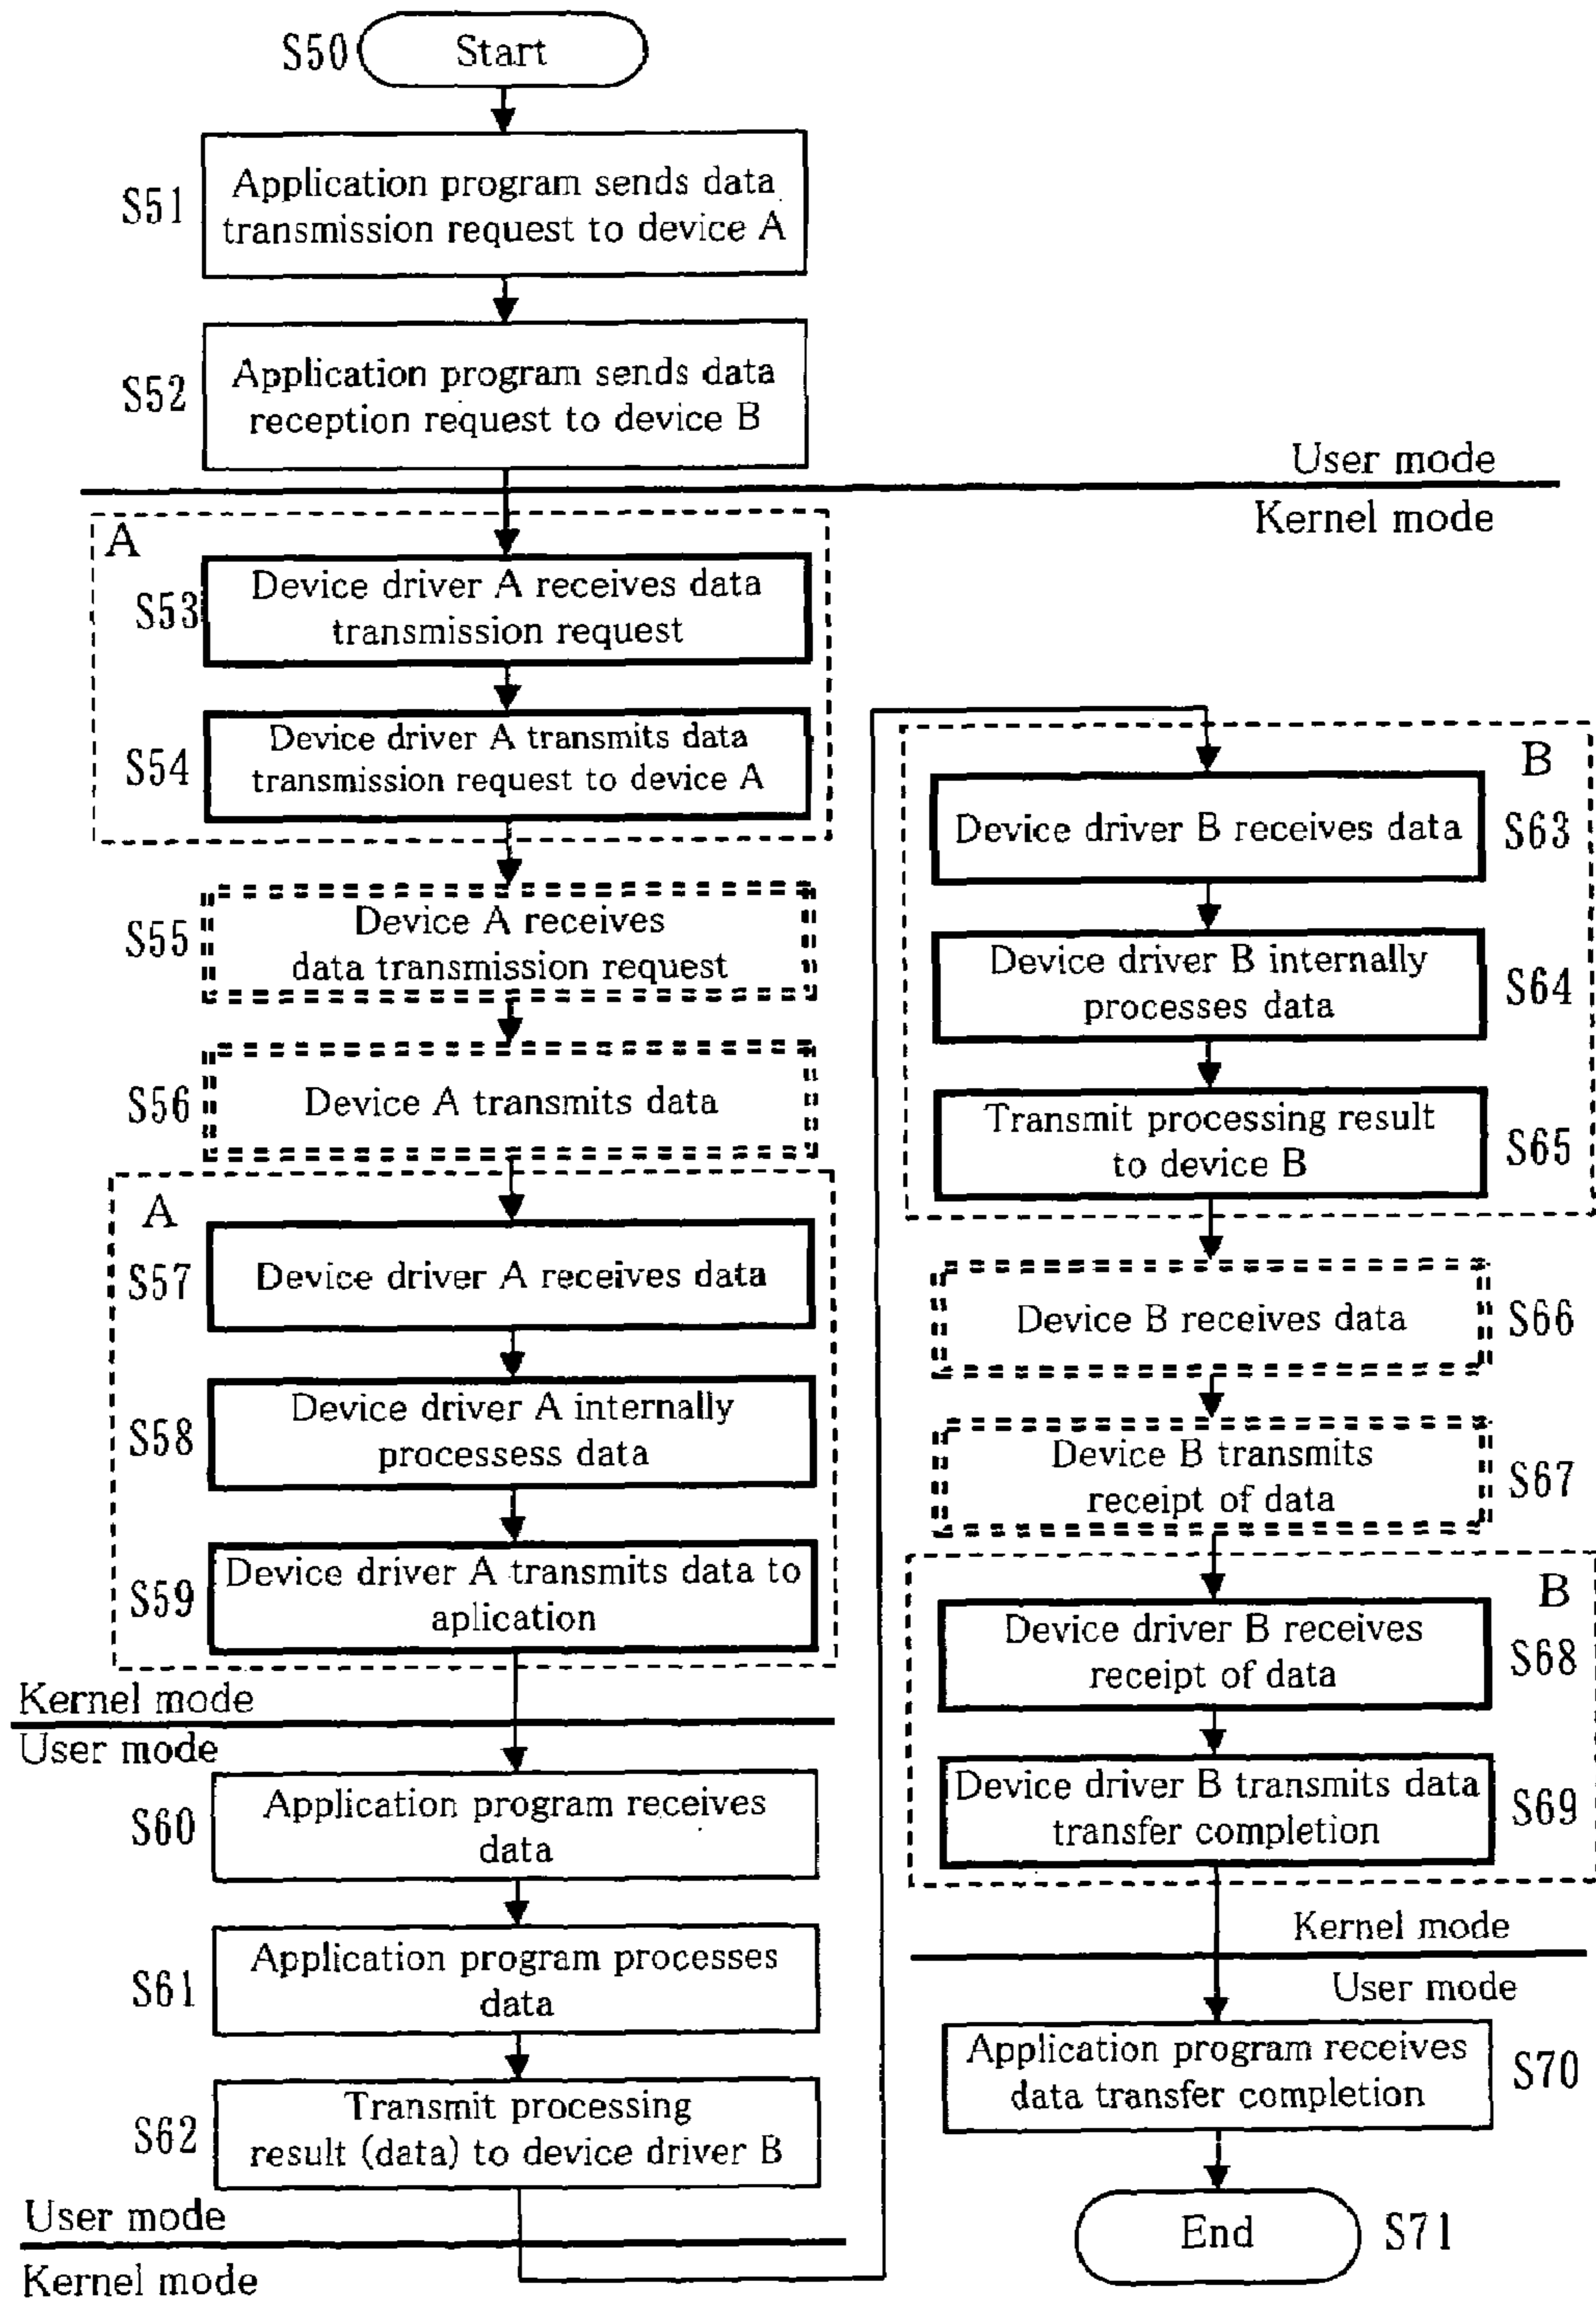 S50
Start
S51
Application program sends data
transmission request to device A
S52
Application program sends data
reception request to device B
User mode
Kernel mode
A
S53
Device driver A receives data
transmission request
S54
Device driver A transmits data
transmission request to device A
S55
Device A receives
data transmission request
S56
Device A transmits data
A
S57
Device driver A receives data
S58
Device driver A internally
processess data
S59
Device driver A transmits data to
aplication
Kernel mode
User mode
S60
Application program receives
data
S61
Application program processes
data
S62
Transmit processing
result (data) to device driver B
User mode
Kernel mode
B
Device driver B receives data
S63
Device driver B internally
processes data
S64
Transmit processing result
to device B
S65
Device B receives data
S66
Device B transmits
receipt of data
S67
B
Device driver B receives
receipt of data
S68
Device driver B transmits data
transfer completion
S69
Kernel mode
User mode
Application program receives
data transfer completion
S70
End
S71